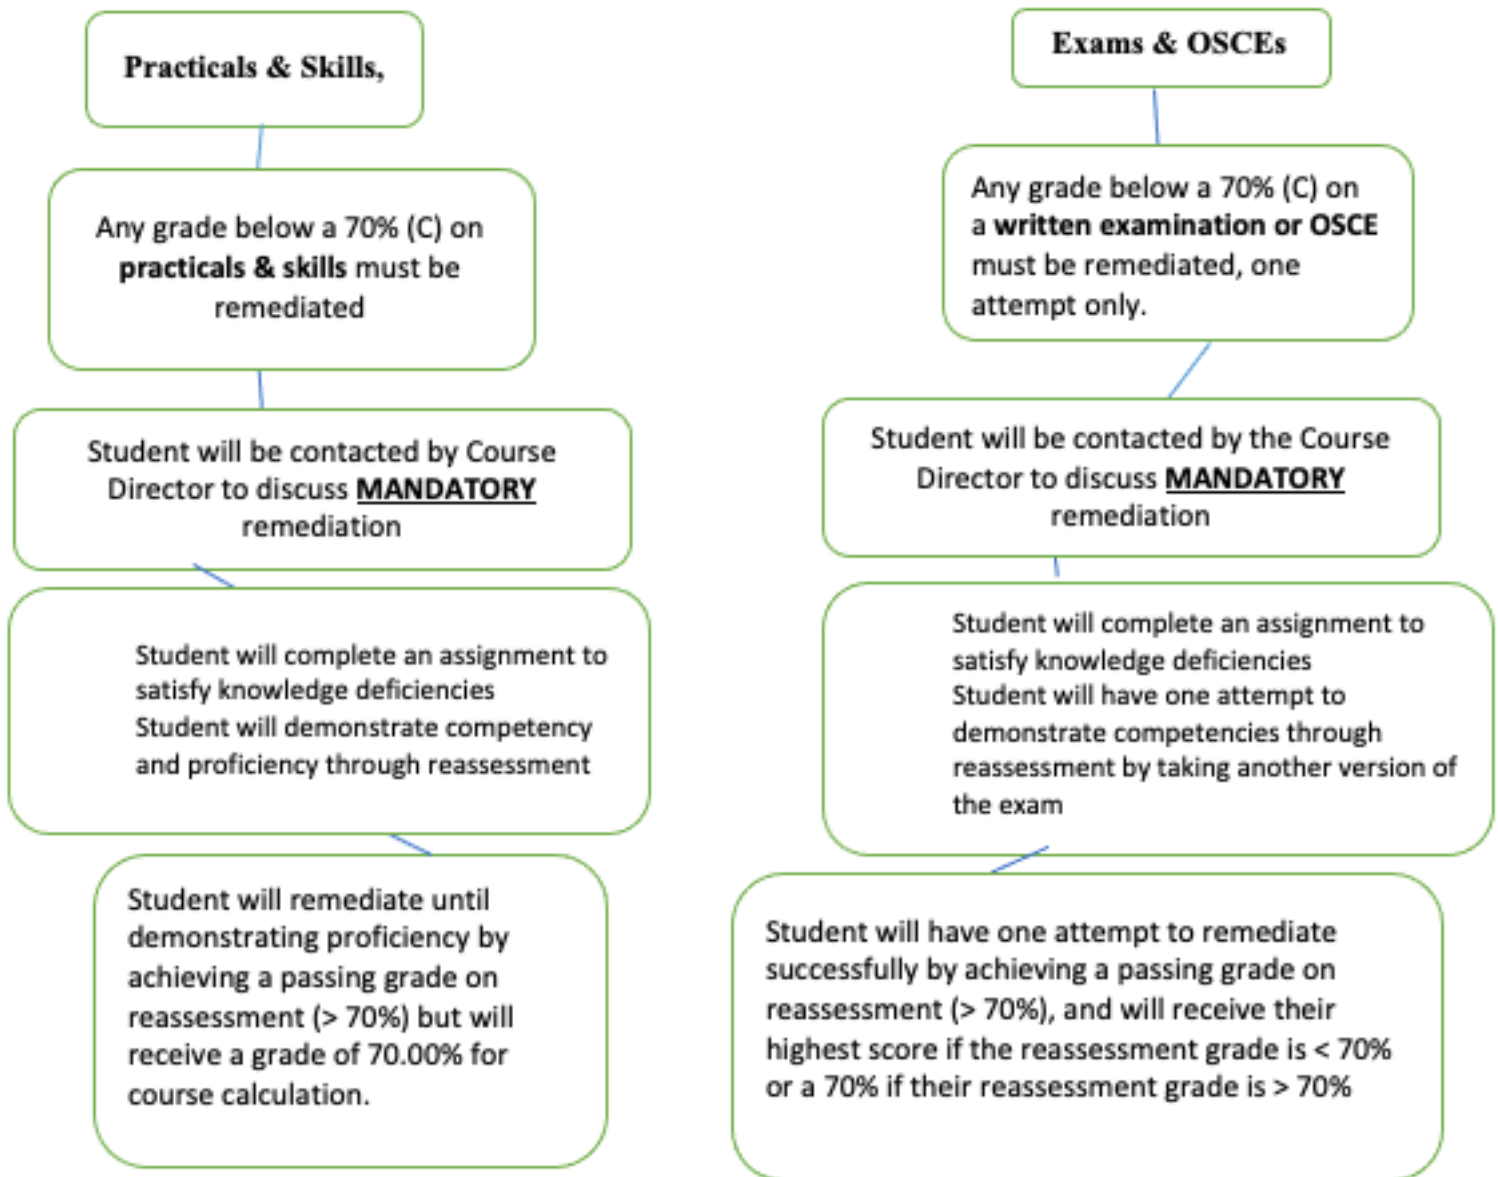 Practicals & Skills,
Any grade below a 70% (C) on
practicals & skills must be
remediated
Student will be contacted by Course
Director to discuss MANDATORY
remediation
Student will complete an assignment to
satisfy knowledge deficiencies
Student will demonstrate competency
and proficiency through reassessment
Student will remediate until
demonstrating proficiency by
achieving a passing grade on
reassessment (> 70%) but will
receive a grade of 70.00% for
course calculation.
Exams & OSCEs
Any grade below a 70% (C) on
a written examination or OSCE
must be remediated, one
attempt only.
Student will be contacted by the Course
Director to discuss MANDATORY
remediation
Student will complete an assignment to
satisfy knowledge deficiencies
Student will have one attempt to
demonstrate competencies through
reassessment by taking another version of
the exam
Student will have one attempt to remediate
successfully by achieving a passing grade on
reassessment (> 70%), and will receive their
highest score if the reassessment grade is < 70%
or a 70% if their reassessment grade is > 70%